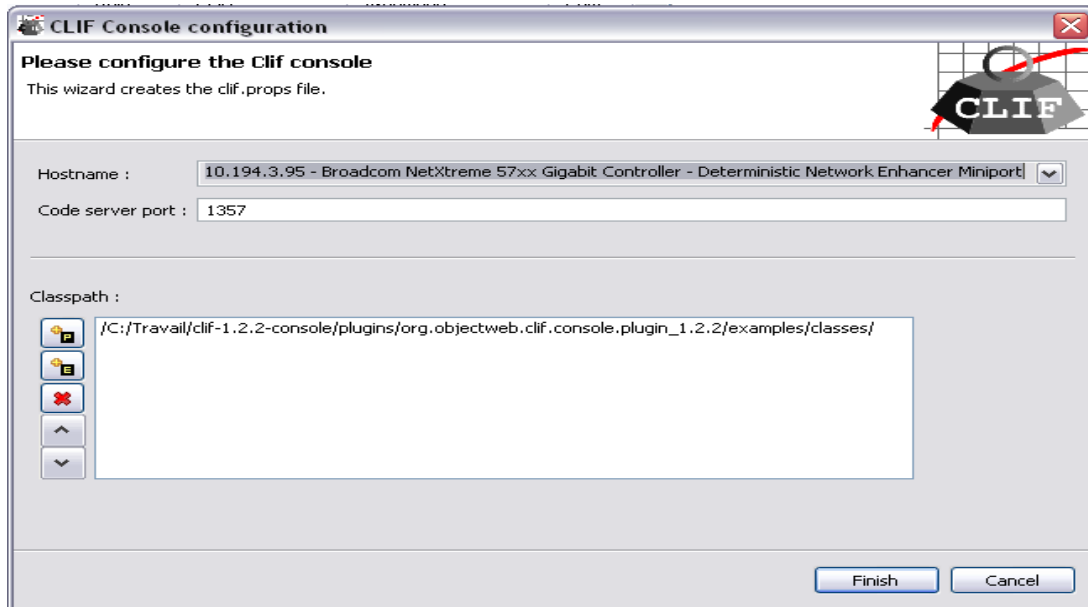 CLIF Console configuration
Please configure the Clif console
This wizard creates the clif.props file.
CLIF
Hostname :
10.194.3.95 - Broadcom NetXtreme 57xx Gigabit Controller - Deterministic Network Enhancer Miniport
Code server port :
1357
Classpath :
/C:/Travail/clif-1.2.2-console/plugins/org.objectweb.clif.console.plugin_1.2.2/examples/classes/
P
E
Finish
Cancel